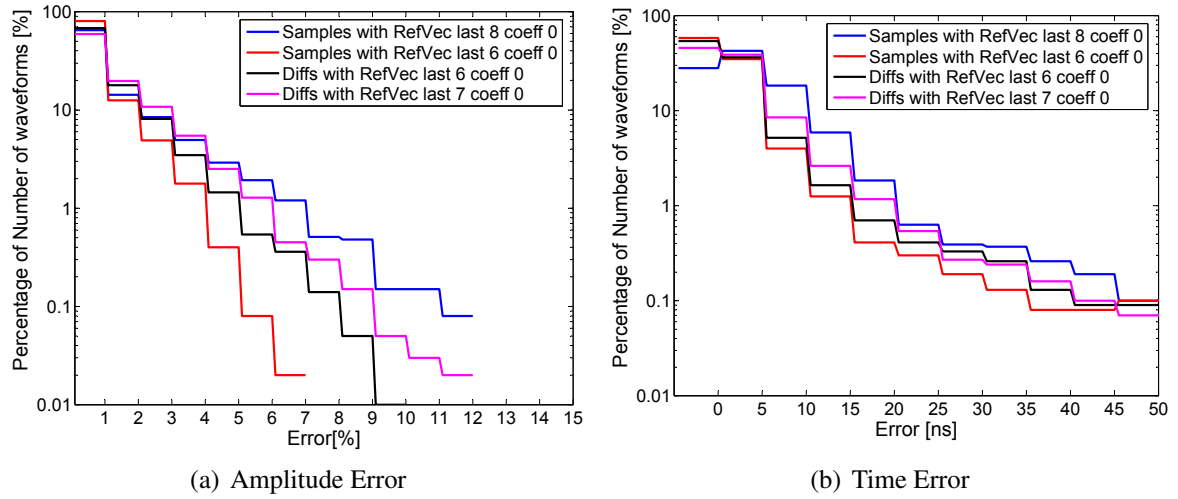 Percentage of Number of waveforms [%]
100
10
1
0.1
0.01
Samples with RefVec last 8 coeff 0
Samples with RefVec last 6 coeff 0
Diffs with RefVec last 6 coeff 0
Diffs with RefVec last 7 coeff 0
1 2 3 4 5 6 7 8 9 10 11 12 13 14 15
Error[%]
(a) Amplitude Error
Percentage of Number of waveforms [%]
100
10
1
0.1
0.01
Samples with RefVec last 8 coeff 0
Samples with RefVec last 6 coeff 0
Diffs with RefVec last 6 coeff 0
Diffs with RefVec last 7 coeff 0
0 5 10 15 20 25 30 35 40 45 50
Error [ns]
(b) Time Error